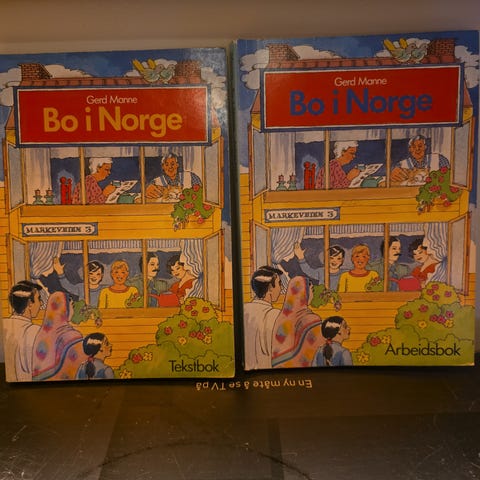 Gerd Manne
Bo i Norge
MARKEVEIEN 3
Tekstbok
Gerd Manne
Bo i Norge
MARKEVEIEN 3
Arbeidsbok
En ny måte å se TV på